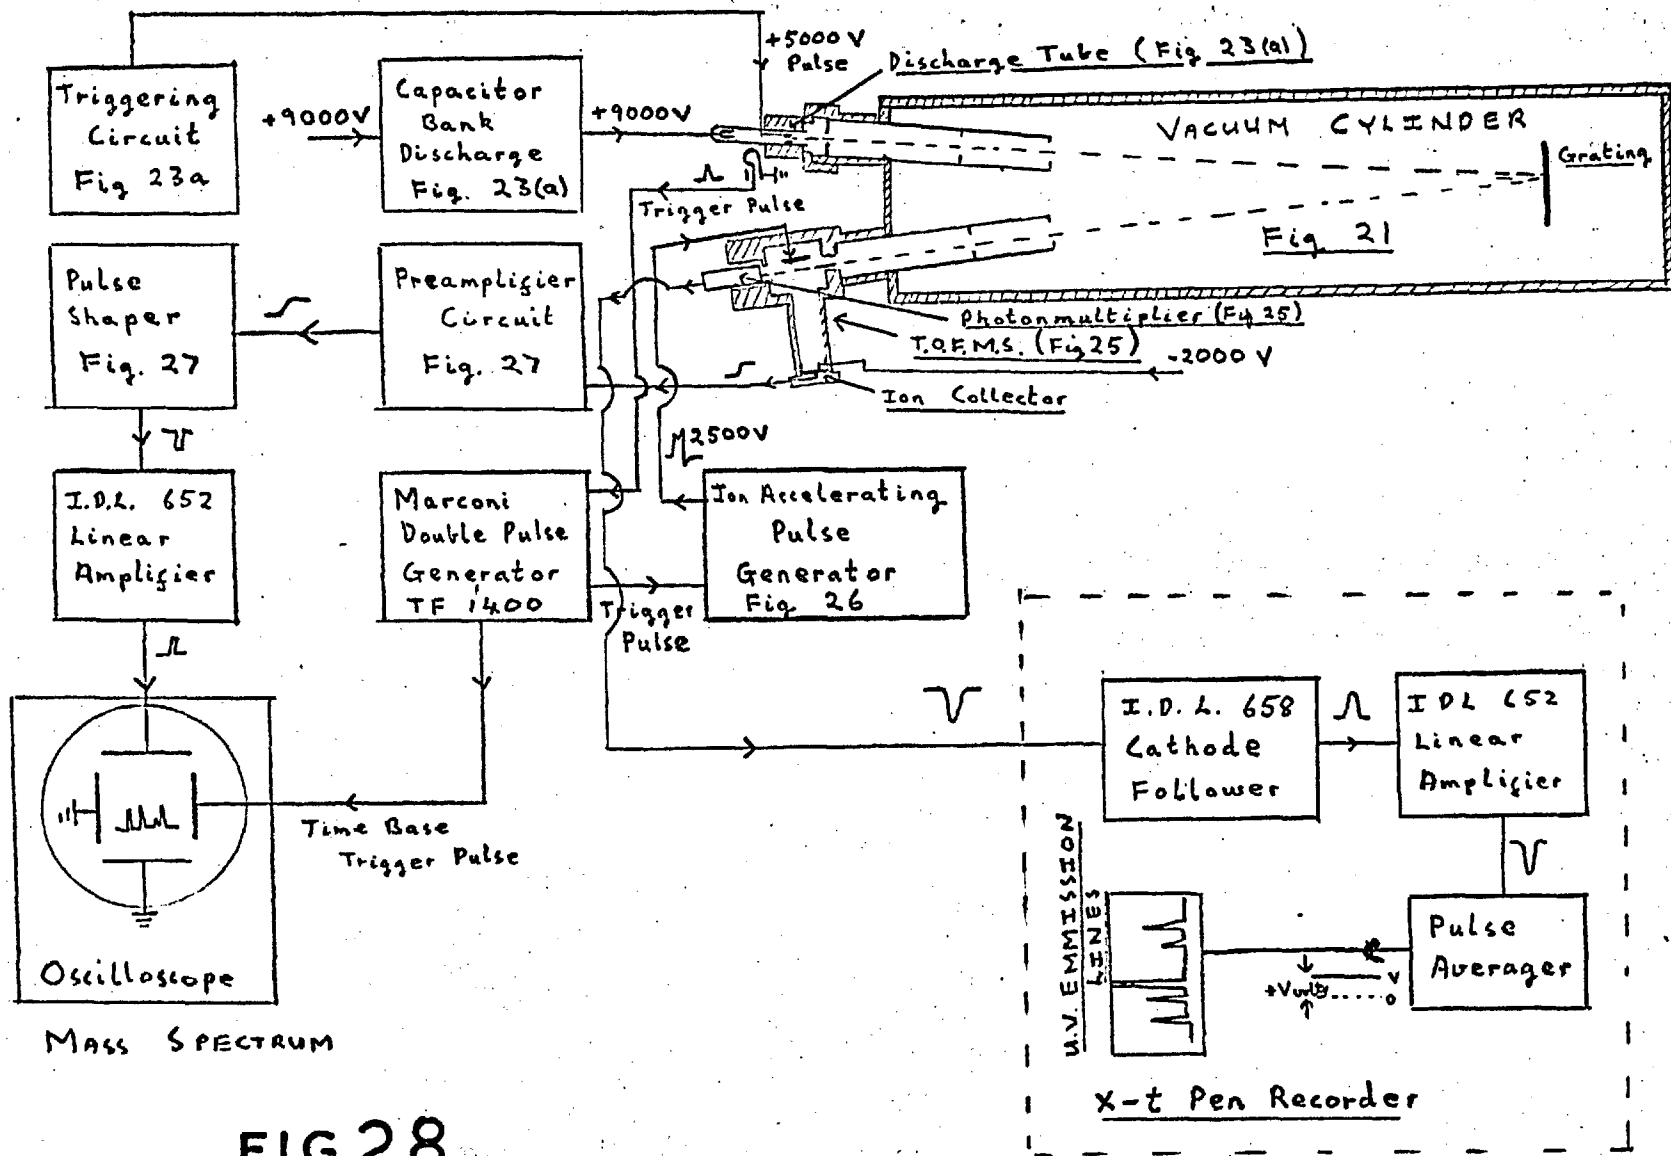 +5000 V
Pulse
Discharge Tube (Fig 23(a))
Triggering
Circuit
Fig 23a
+9000V
Capacitor
Bank
Discharge
Fig. 23(a)
+9000V
VACUUM CYLINDER
Grating
Trigger Pulse
Fig. 21
Pulse
Shaper
Fig. 27
Preamplifier
Circuit
Fig. 27
Photonmultiplier (Fig 25)
T.O.F.M.S. (Fig 25)
-2000 V
Ion Collector
2500V
I.D.L. 652
Linear
Amplifier
Marconi
Double Pulse
Generator
TF 1400
Ion Accelerating
Pulse
Generator
Fig 26
Trigger
Pulse
I.D.L. 658
Cathode
Follower
IDL 652
Linear
Amplifier
Time Base
Trigger Pulse
Oscilloscope
MASS SPECTRUM
U.V. EMMISSION
LINES
Pulse
Averager
V
+Vvolts
0
X-t Pen Recorder
FIG 28